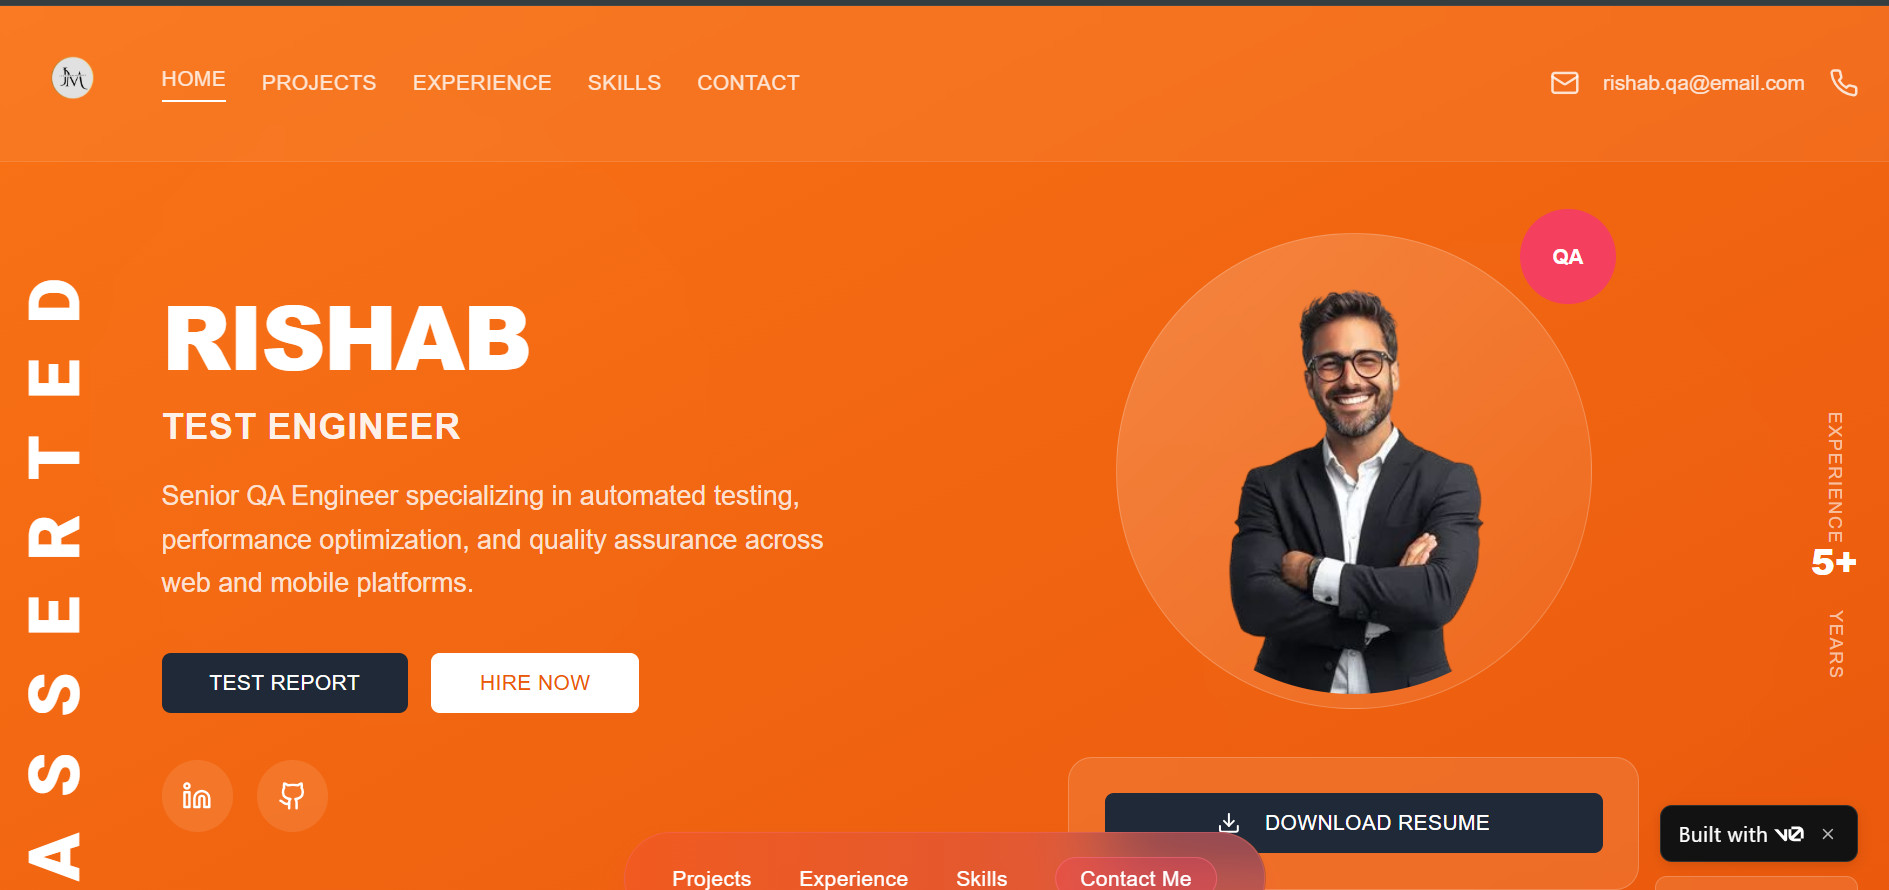 HOME
PROJECTS
EXPERIENCE
SKILLS
CONTACT
rishab.qa@email.com
QA
ASSERTED
RISHAB
TEST ENGINEER
Senior QA Engineer specializing in automated testing,
performance optimization, and quality assurance across
web and mobile platforms.
TEST REPORT
HIRE NOW
EXPERIENCE
5+
YEARS
DOWNLOAD RESUME
Built with v0
Projects
Experience
Skills
Contact Me